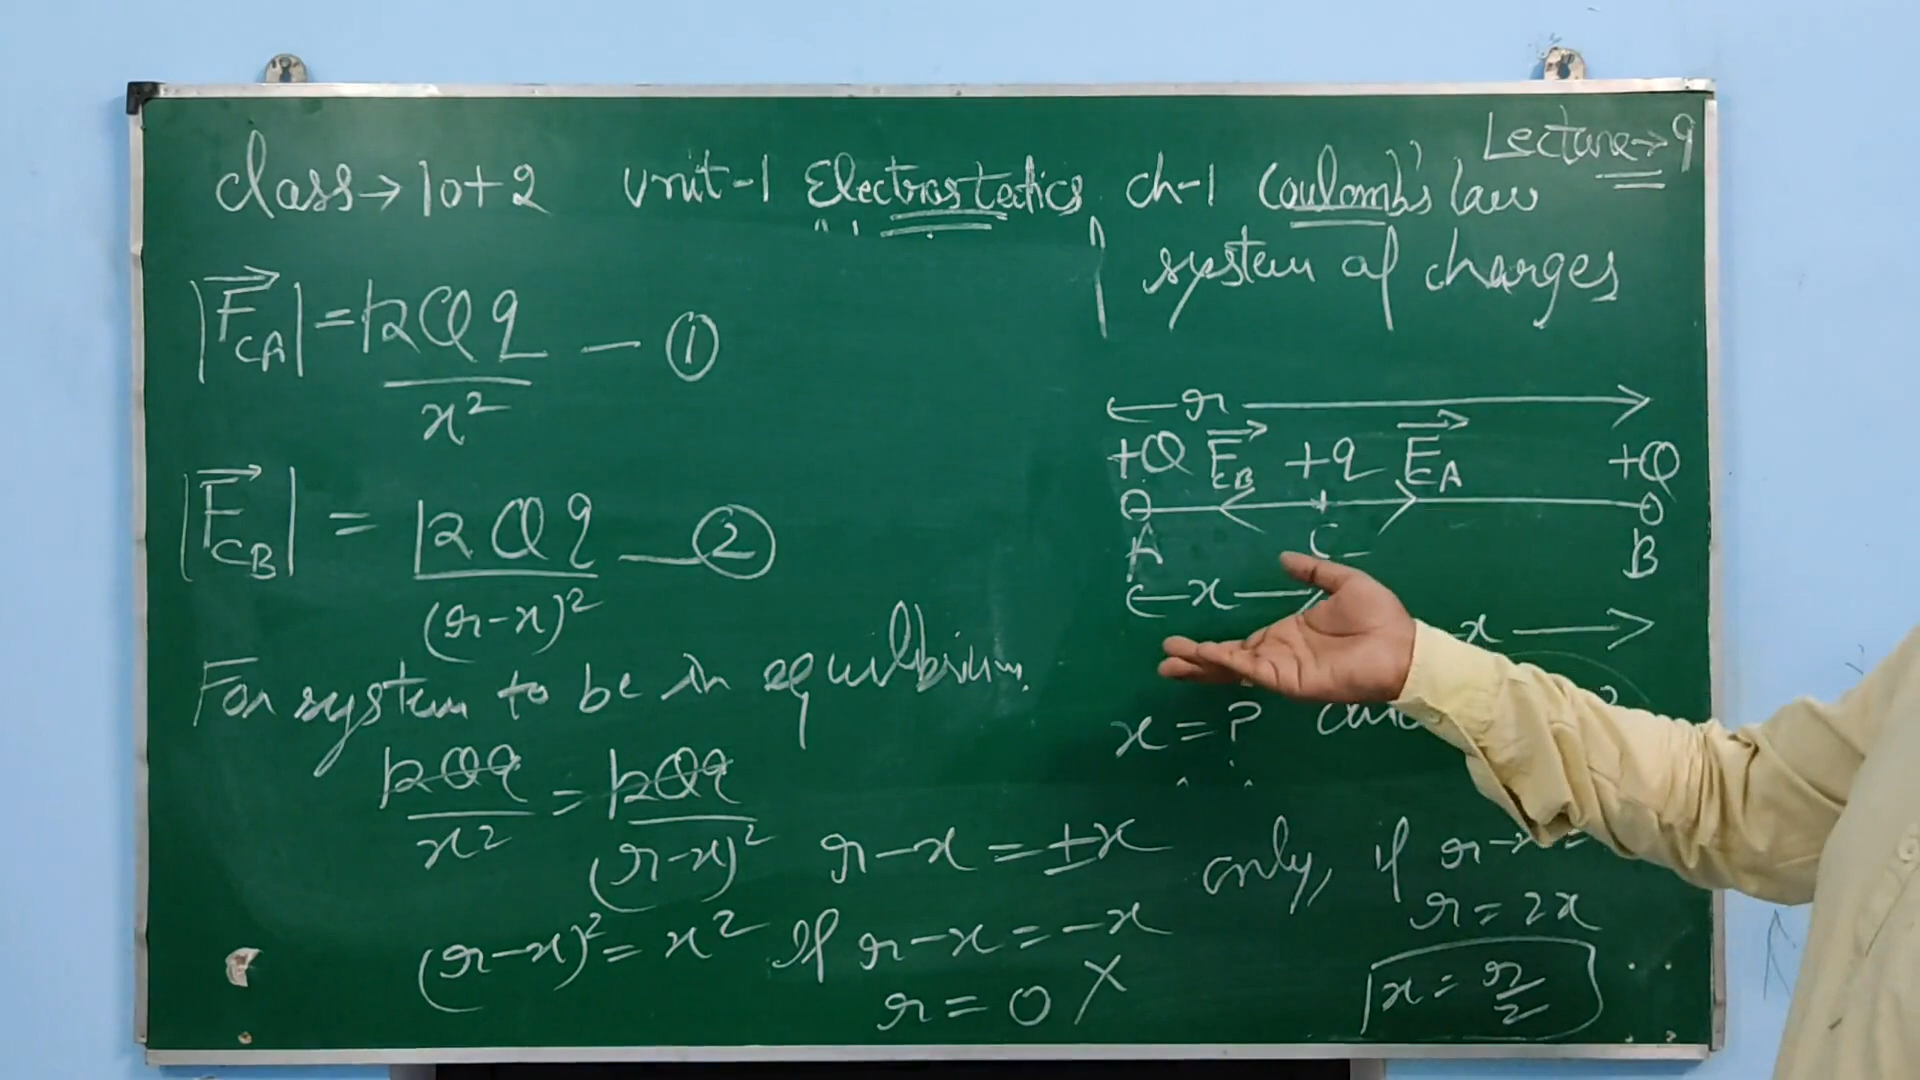 Lecture→9
Class→10+2 Unit-1 Electrostatics Ch-1 Coulomb's law
system of charges
|F⃗CA| = kQq/x² — ①
|F⃗CB| = kQq/(r-x)² — ②
For system to be in equilibrium.
kQq/x² = kQq/(r-x)²
(r-x)² = x²
r-x = ±x
If r-x = -x
r = 0 X
← r →
+Q F⃗CB +q F⃗CA +Q
A C B
← x →
x →
x = ?
only, if r-x =
r = 2x
x = r/2